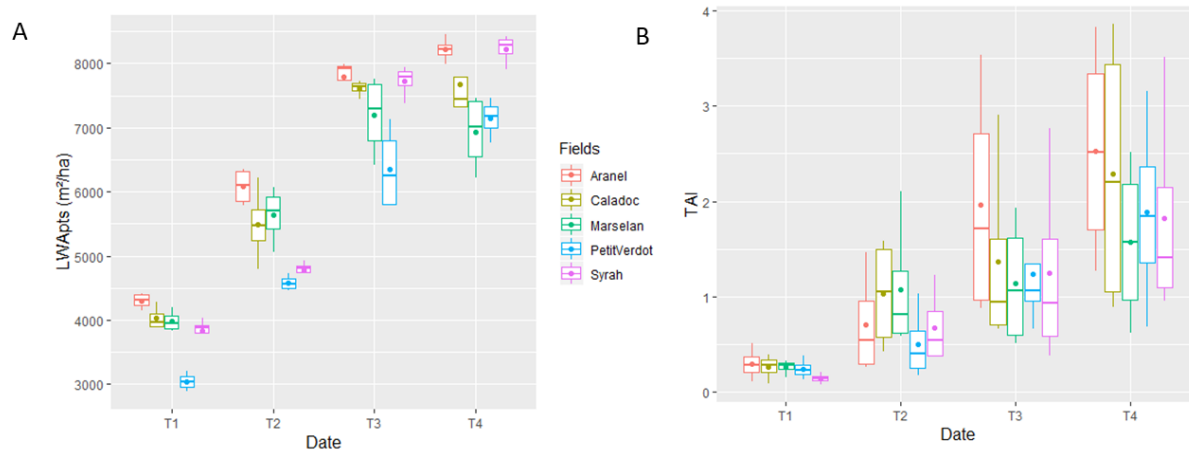 A
LWApts (m²/ha)
8000
7000
6000
5000
4000
3000
T1
T2
T3
T4
Date
Fields
Aranel
Caladoc
Marselan
PetitVerdot
Syrah
B
TAI
4
3
2
1
0
T1
T2
T3
T4
Date